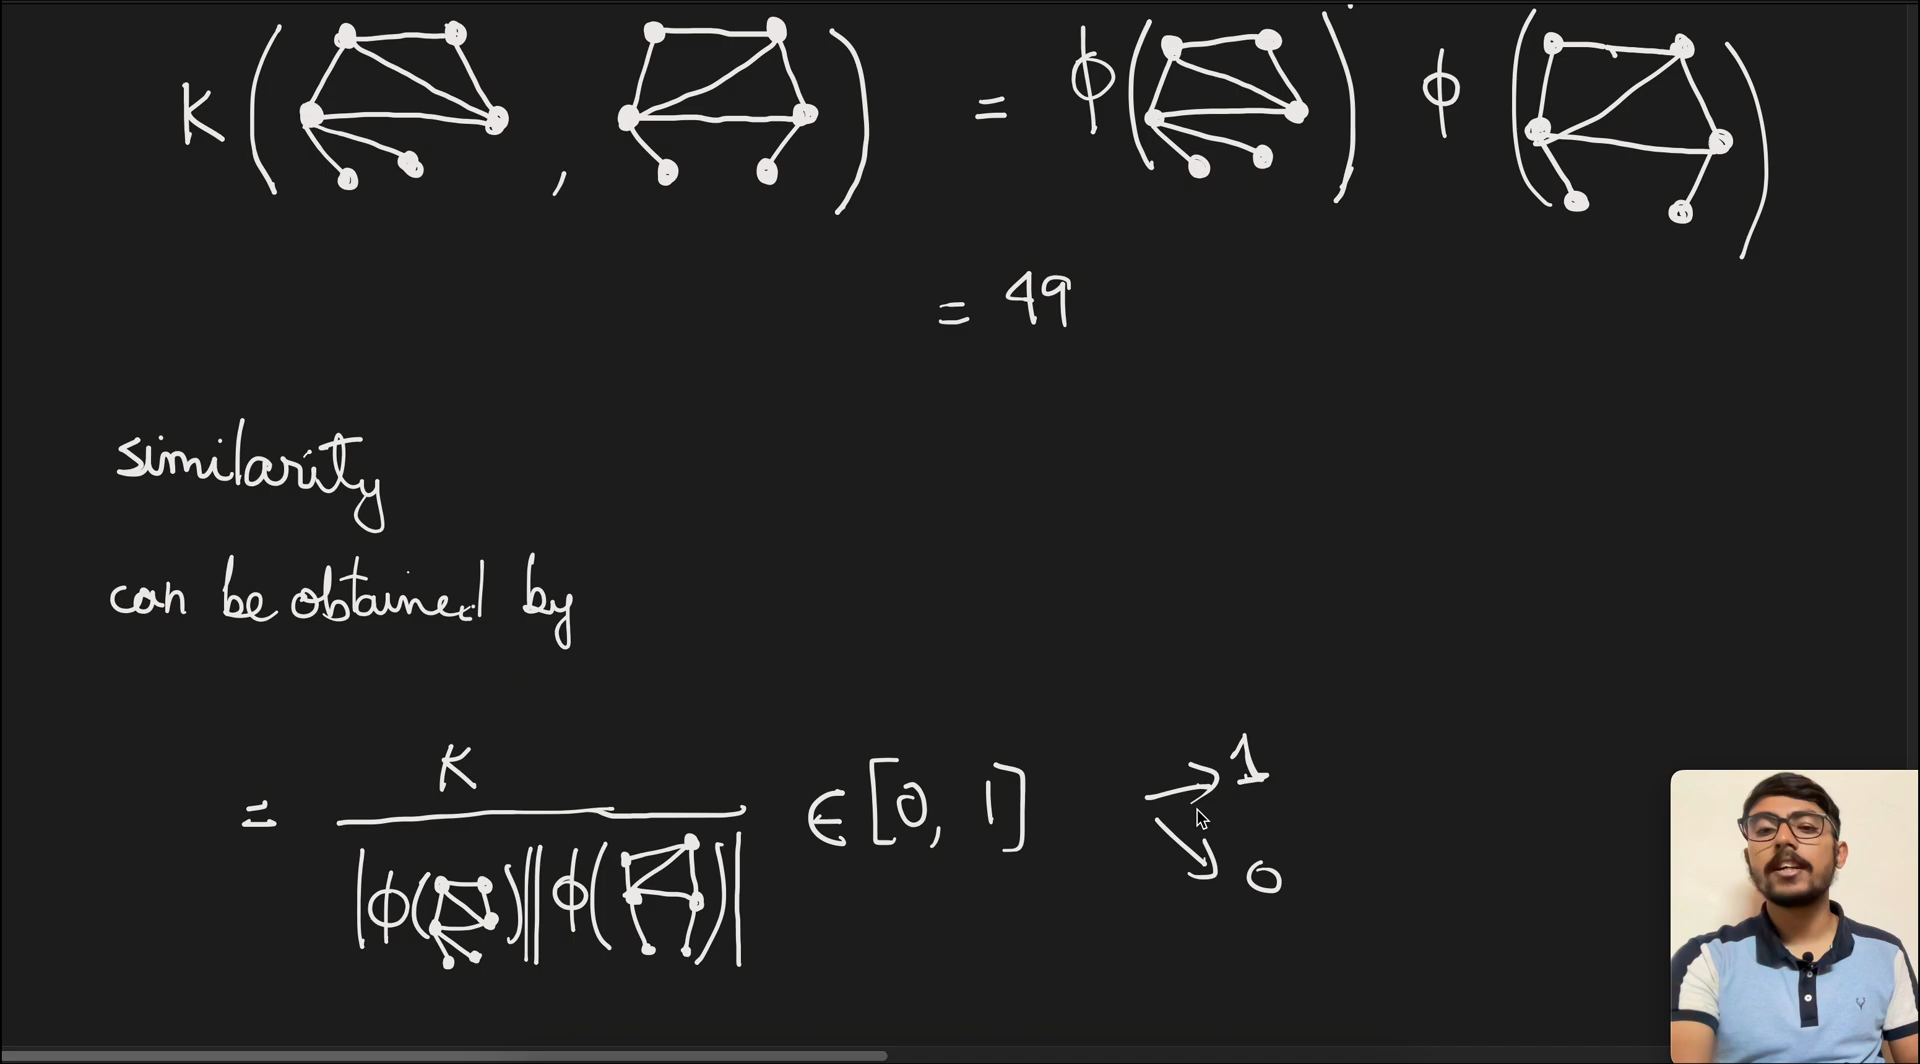 K ( , ) = ϕ( ) ϕ( )
= 49
similarity
can be obtained by
= K / |ϕ( )||ϕ( )| ∈ [0, 1] → 1
→ 0